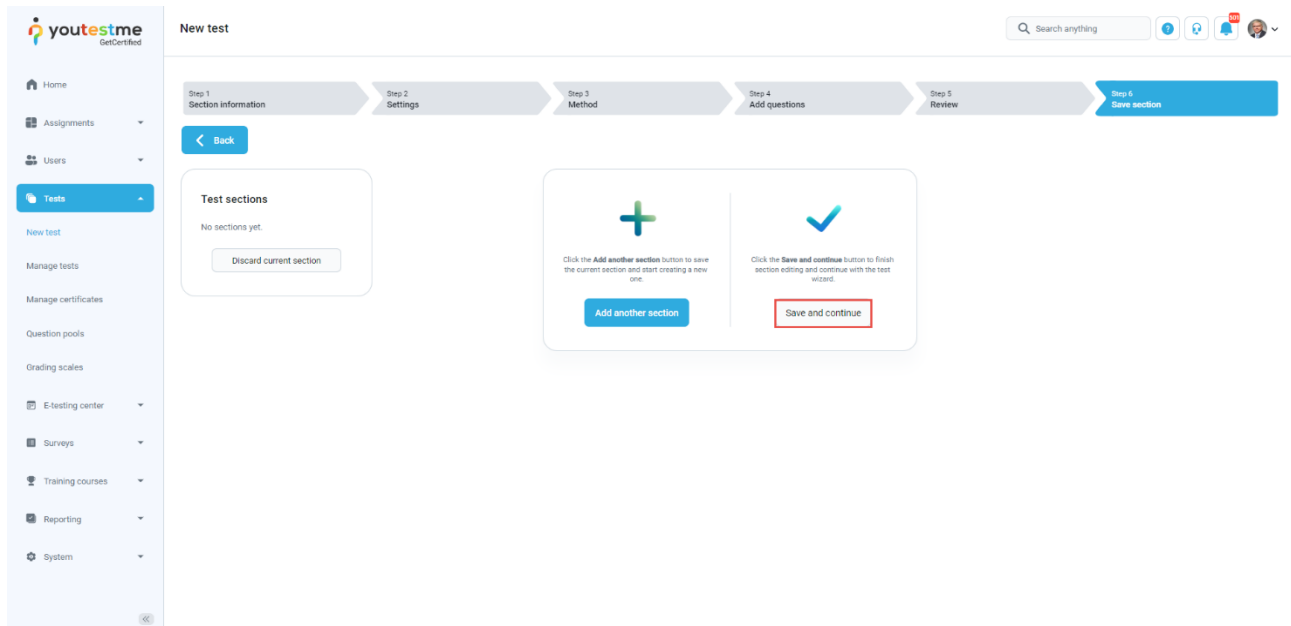 youtestme
GetCertified
New test
Search anything
?
501
Home
Assignments
Users
Tests
New test
Manage tests
Manage certificates
Question pools
Grading scales
E-testing center
Surveys
Training courses
Reporting
System
Step 1
Section information
Step 2
Settings
Step 3
Method
Step 4
Add questions
Step 5
Review
Step 6
Save section
Back
Test sections
No sections yet.
Discard current section
Click the Add another section button to save
the current section and start creating a new
one.
Add another section
Click the Save and continue button to finish
section editing and continue with the test
wizard.
Save and continue